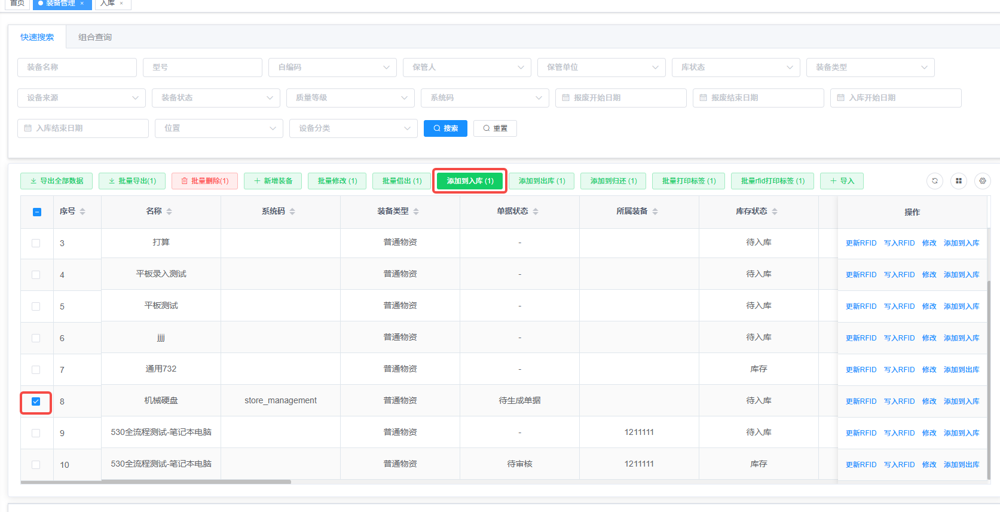 首页 装备管理 × 入库 ×
快速搜索 组合查询
装备名称 型号 自编码 保管人 保管单位 库状态 装备类型
设备来源 装备状态 质量等级 系统码 报废开始日期 报废结束日期 入库开始日期
入库结束日期 位置 设备分类 搜索 重置
导出全部数据 批量导出(1) 批量删除(1) + 新增装备 批量修改 (1) 批量借出 (1) 添加到入库 (1) 添加到出库 (1) 添加到归还 (1) 批量打印标签 (1) 批量rfid打印标签 (1) + 导入
序号 名称 系统码 装备类型 单据状态 所属装备 库存状态 操作
3 打算 普通物资 - 待入库 更新RFID 写入RFID 修改 添加到入库
4 平板录入测试 普通物资 - 待入库 更新RFID 写入RFID 修改 添加到入库
5 平板测试 普通物资 - 待入库 更新RFID 写入RFID 修改 添加到入库
6 jjjj 普通物资 - 待入库 更新RFID 写入RFID 修改 添加到入库
7 通用732 普通物资 - 库存 更新RFID 写入RFID 修改 添加到出库
8 机械硬盘 store_management 普通物资 待生成单据 待入库 更新RFID 写入RFID 修改 添加到入库
9 530全流程测试-笔记本电脑 普通物资 - 1211111 待入库 更新RFID 写入RFID 修改 添加到入库
10 530全流程测试-笔记本电脑 普通物资 待审核 1211111 库存 更新RFID 写入RFID 修改 添加到出库